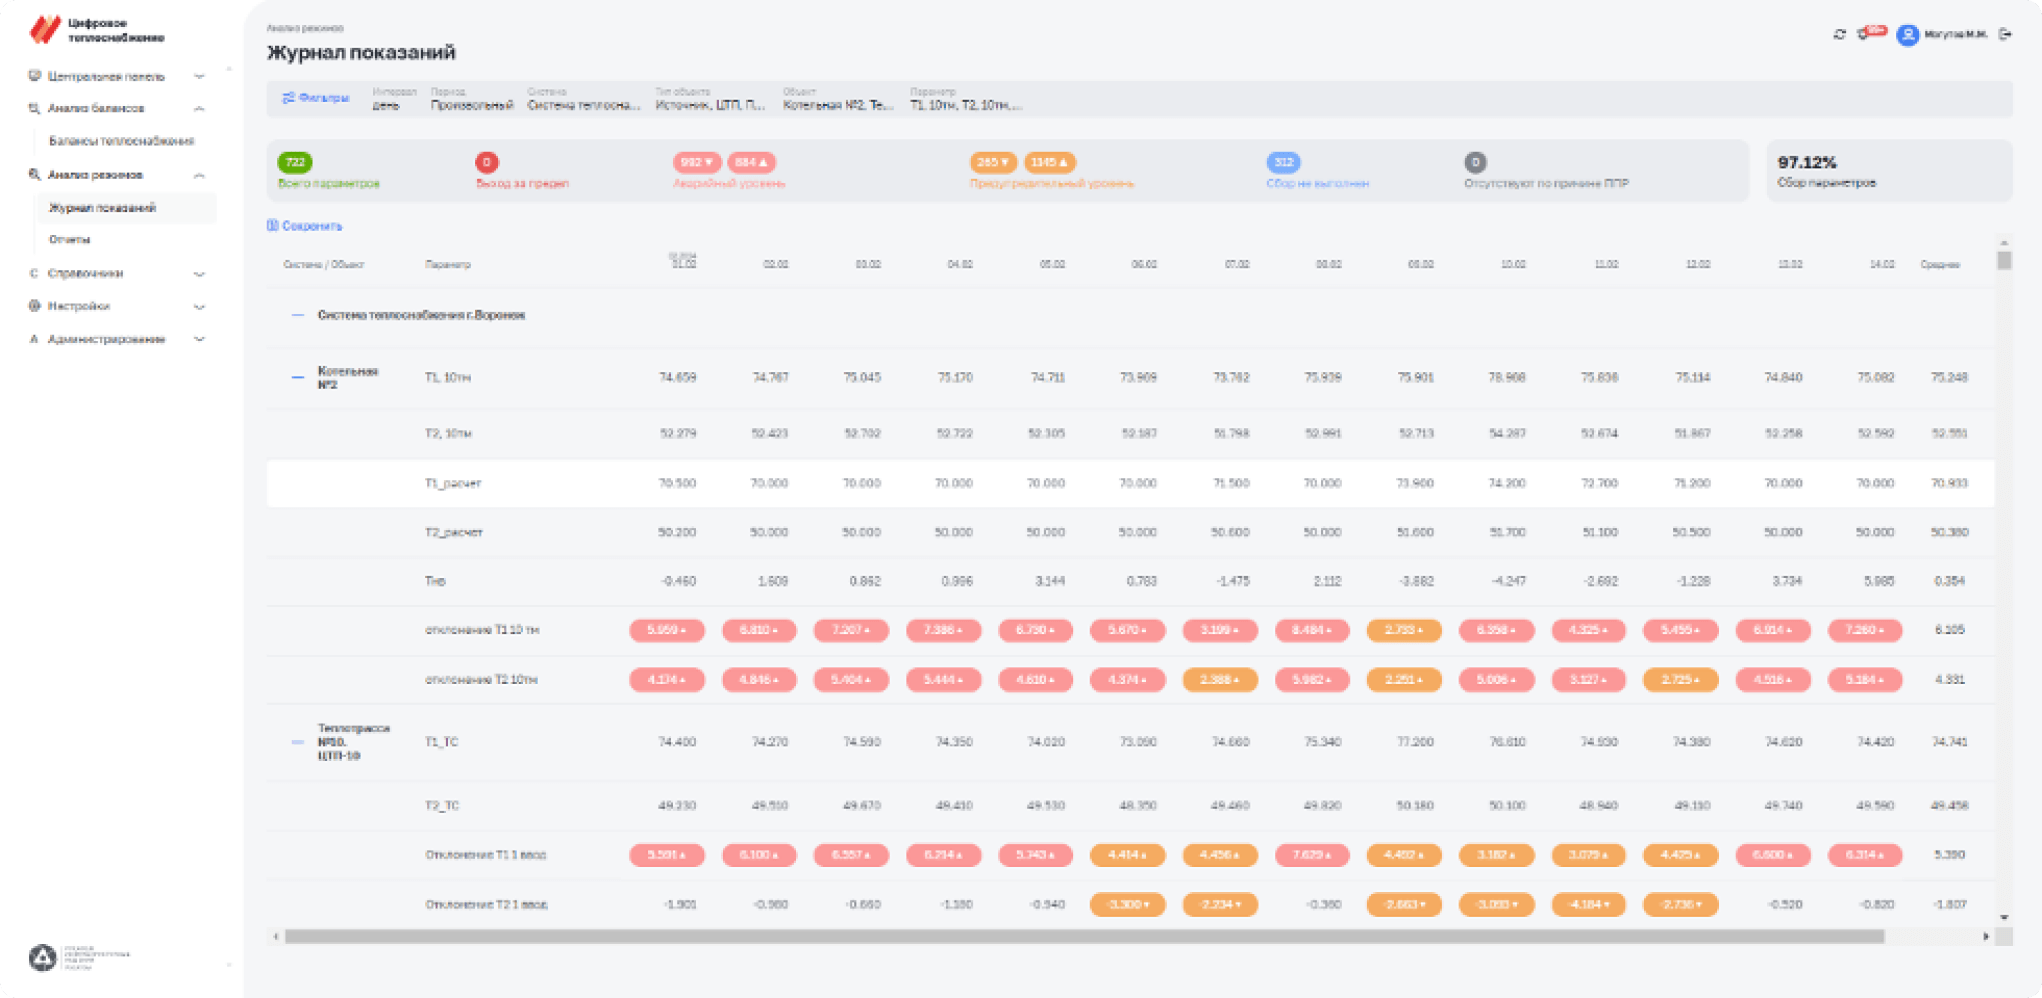 Цифровое
теплоснабжение
Центральная панель
Анализ балансов
Балансы теплоснабжения
Анализ режимов
Журнал показаний
Отчеты
С Справочники
Настройки
А Администрирование
Анализ режимов
Журнал показаний
Фильтры
Интервал Период Система Тип объекта Объект Параметр
день Произвольный Система теплосна... Источник, ЦТП, П... Котельная №2, Те... Т1, 10тм, Т2, 10тм,...
722 0 992 ▼ 884 ▲ 265 ▼ 1145 ▲ 312 0
Всего параметров Выход за предел Аварийный уровень Предупредительный уровень Сбор не выполнен Отсутствуют по причине ППР
97.12%
Сбор параметров
Сохранить
Система / Объект Параметр 01.02 02.02 03.02 04.02 05.02 06.02 07.02 08.02 09.02 10.02 11.02 12.02 13.02 14.02 Среднее
Система теплоснабжения г.Воронеж
Котельная
№2
Т1, 10тм 74.659 74.767 75.045 75.170 74.711 73.909 73.762 75.939 75.901 78.908 75.836 75.114 74.840 75.082 75.248
Т2, 10тм 52.279 52.423 52.702 52.722 52.305 52.187 51.798 52.991 52.713 54.287 52.674 51.867 52.258 52.592 52.551
Т1_расчет 70.500 70.000 70.000 70.000 70.000 70.000 71.500 70.000 73.900 74.200 72.700 71.200 70.000 70.000 70.933
Т2_расчет 50.200 50.000 50.000 50.000 50.000 50.000 50.600 50.000 51.600 51.700 51.100 50.500 50.000 50.000 50.380
Тнв -0.460 1.609 0.862 0.996 3.144 0.783 -1.475 2.112 -3.882 -4.247 -2.692 -1.228 3.734 5.985 0.354
отклонение Т1 10 тм 5.959 ▲ 6.810 ▲ 7.207 ▲ 7.386 ▲ 6.730 ▲ 5.670 ▲ 3.199 ▲ 8.484 ▲ 2.733 ▲ 6.358 ▲ 4.325 ▲ 5.455 ▲ 6.914 ▲ 7.260 ▲ 6.105
отклонение Т2 10тм 4.174 ▲ 4.846 ▲ 5.404 ▲ 5.444 ▲ 4.610 ▲ 4.374 ▲ 2.388 ▲ 5.982 ▲ 2.251 ▲ 5.006 ▲ 3.127 ▲ 2.725 ▲ 4.516 ▲ 5.184 ▲ 4.331
Теплотрасса
№10.
ЦТП-10
Т1_ТС 74.400 74.270 74.590 74.350 74.020 73.090 74.660 75.340 77.200 76.610 74.930 74.380 74.620 74.420 74.741
Т2_ТС 49.230 49.510 49.670 49.410 49.530 48.350 49.460 49.820 50.180 50.100 48.940 49.110 49.740 49.590 49.458
Отклонение Т1 1 ввод 5.591 ▲ 6.100 ▲ 6.557 ▲ 6.214 ▲ 5.743 ▲ 4.414 ▲ 4.456 ▲ 7.629 ▲ 4.492 ▲ 3.182 ▲ 3.079 ▲ 4.425 ▲ 6.600 ▲ 6.314 ▲ 5.390
Отклонение Т2 1 ввод -1.901 -0.980 -0.660 -1.180 -0.940 -3.300 ▼ -2.234 ▼ -0.360 -2.663 ▼ -3.093 ▼ -4.184 ▼ -2.736 ▼ -0.520 -0.820 -1.807